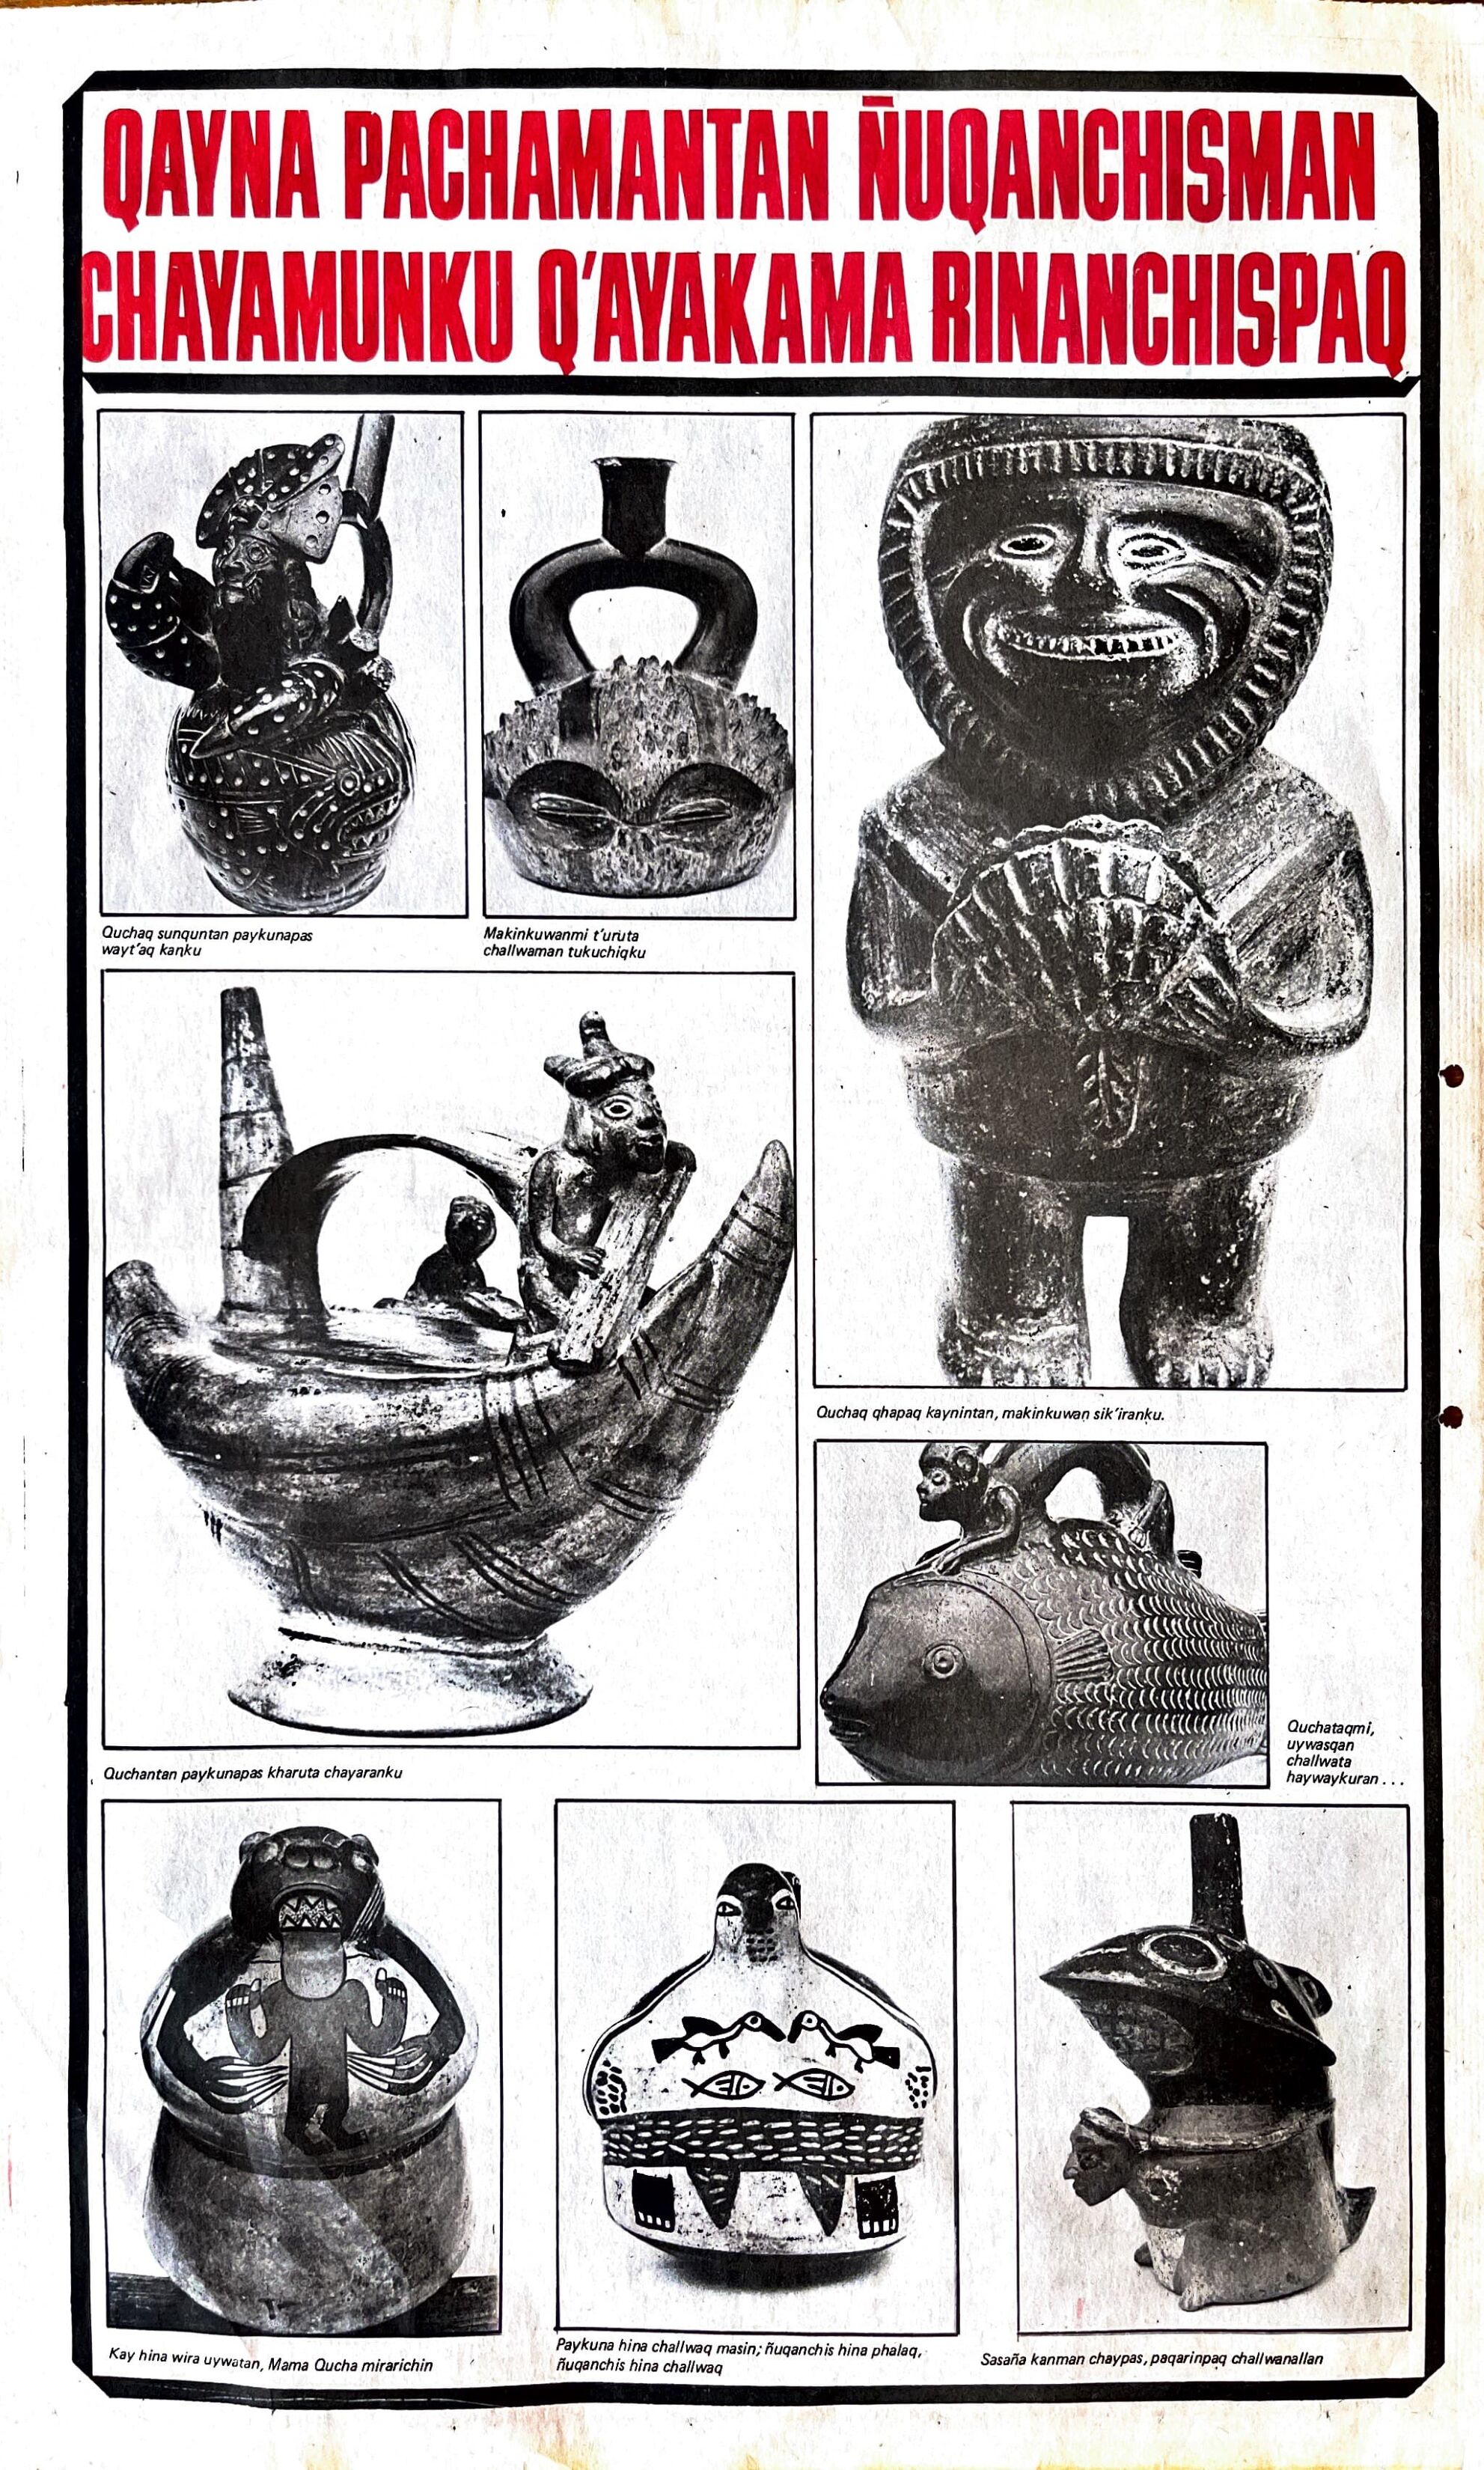 QAYNA PACHAMANTAN ÑUQANCHISMAN
CHAYAMUNKU Q'AYAKAMA RINANCHISPAQ
Quchaq sunquntan paykunapas
wayt'aq kanku
Makinkuwanmi t'uruta
challwaman tukuchiqku
Quchaq qhapaq kaynintan, makinkuwan sik'iranku.
Quchantan paykunapas kharuta chayaranku
Quchataqmi,
uywasqan
challwata
haywaykuran . . .
Kay hina wira uywatan, Mama Qucha mirarichin
Paykuna hina challwaq masin; ñuqanchis hina phalaq,
ñuqanchis hina challwaq
Sasaña kanman chaypas, paqarinpaq challwanallan